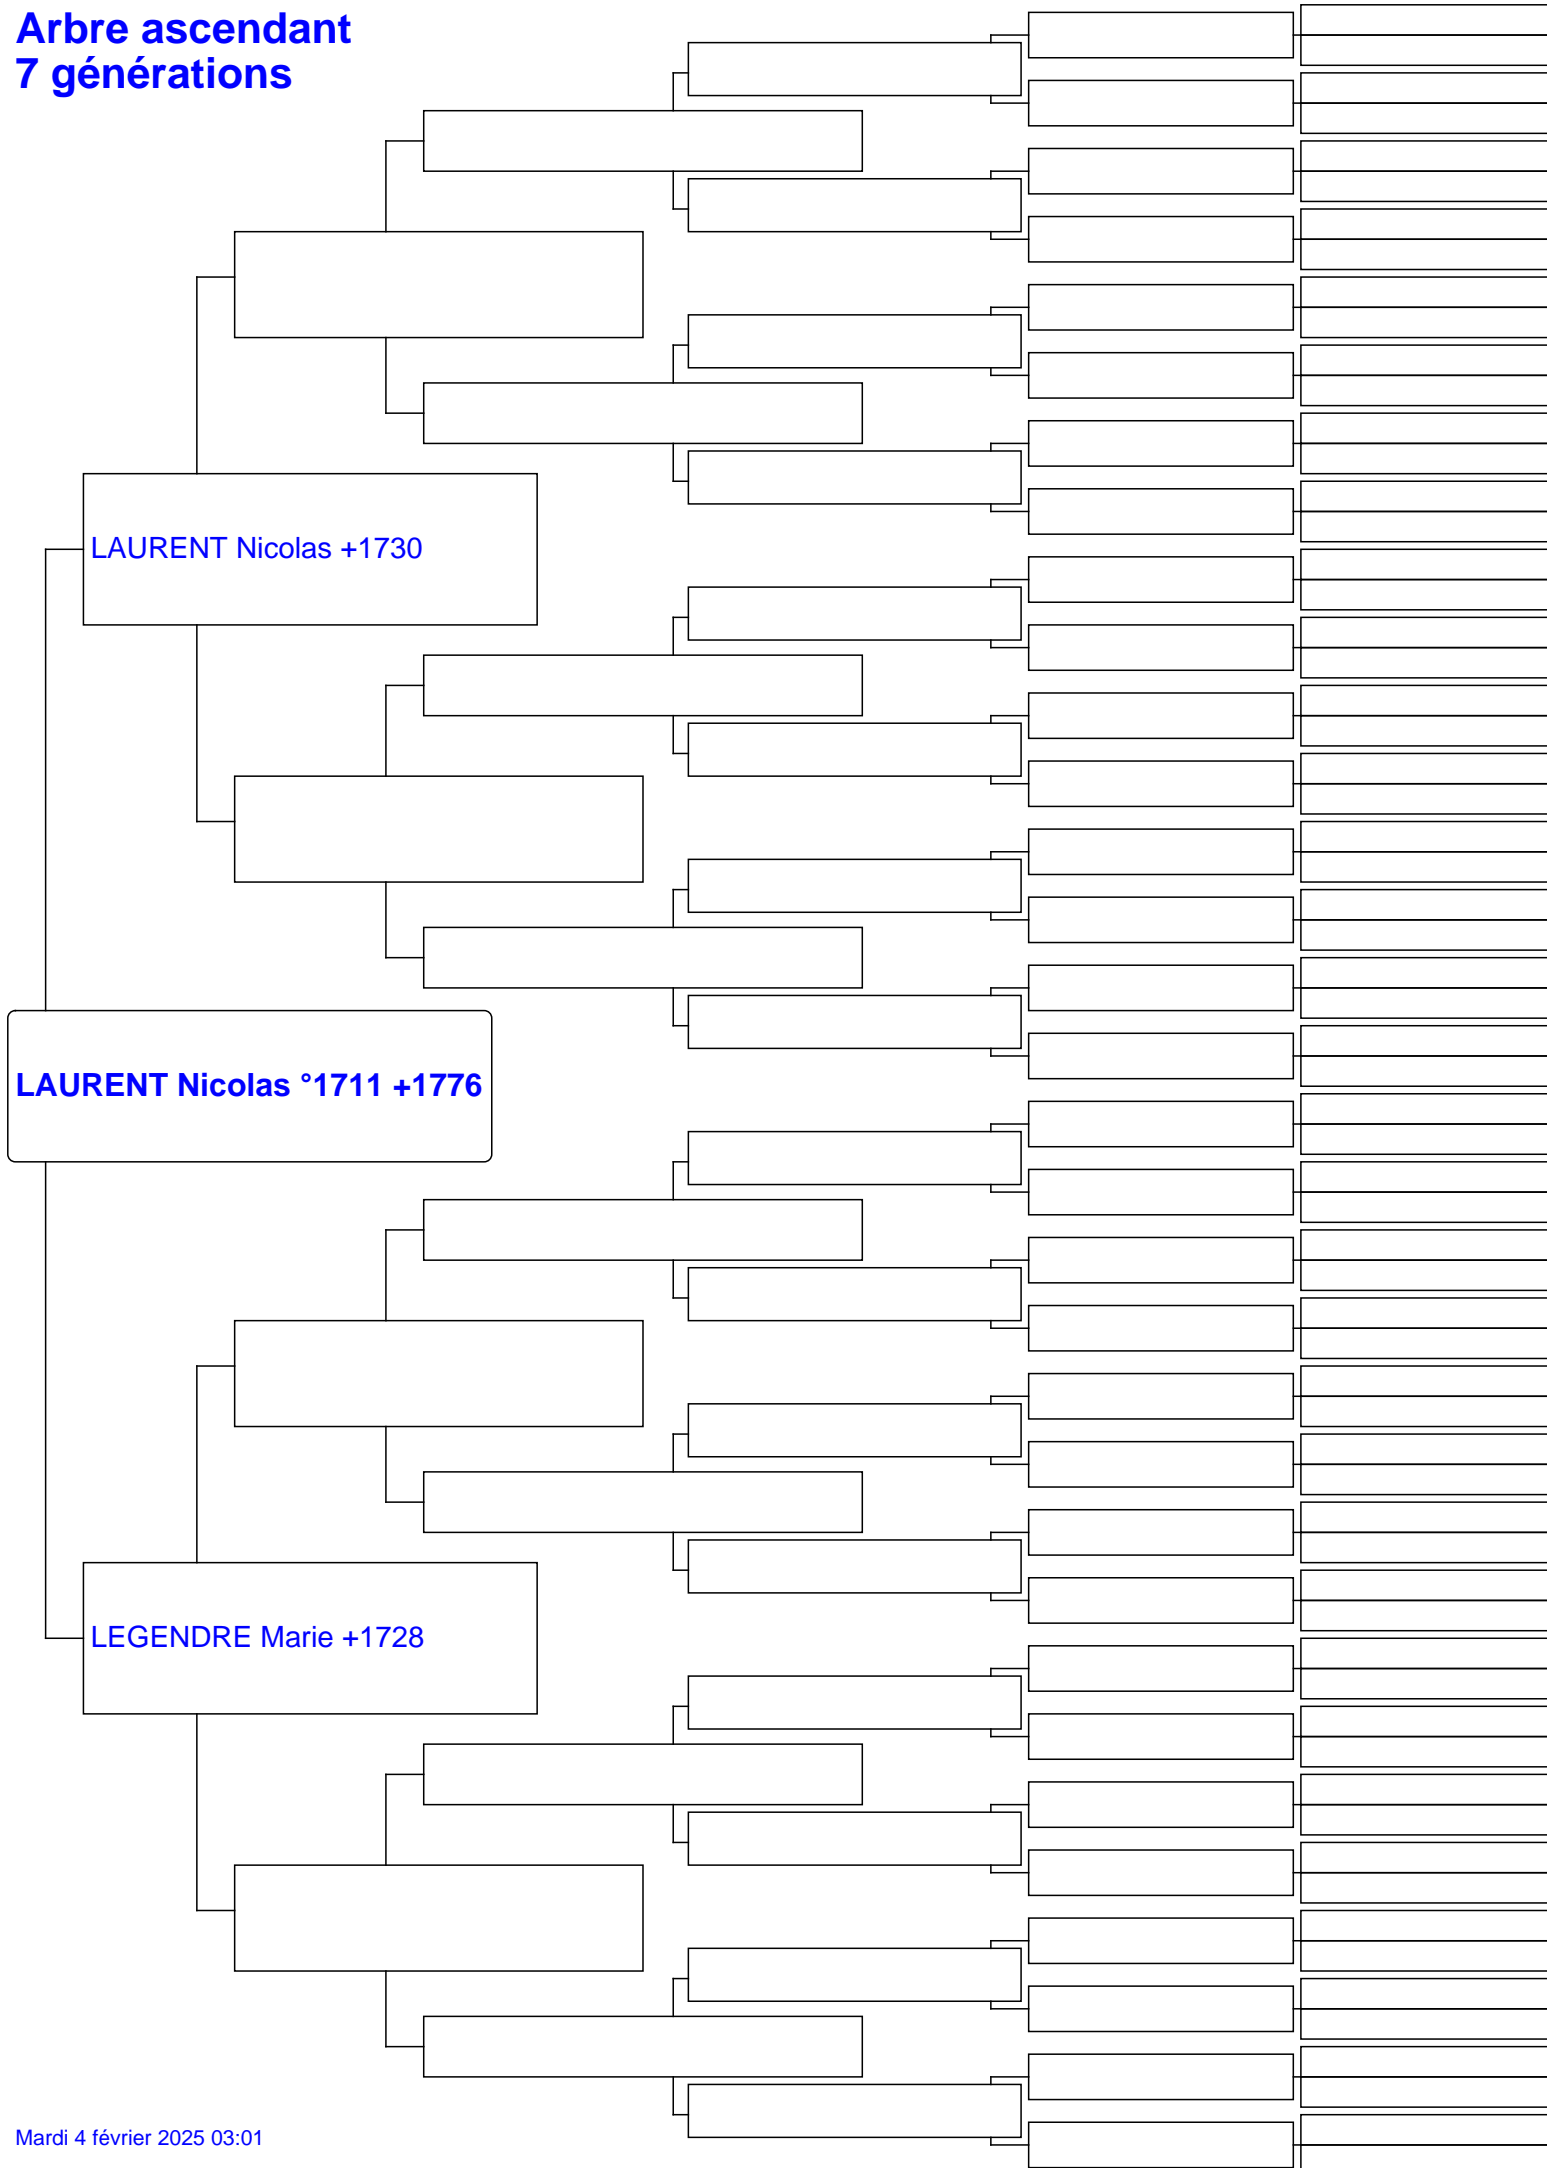 Arbre ascendant
7 générations
LAURENT Nicolas +1730
LAURENT Nicolas °1711 +1776
LEGENDRE Marie +1728
Mardi 4 février 2025 03:01